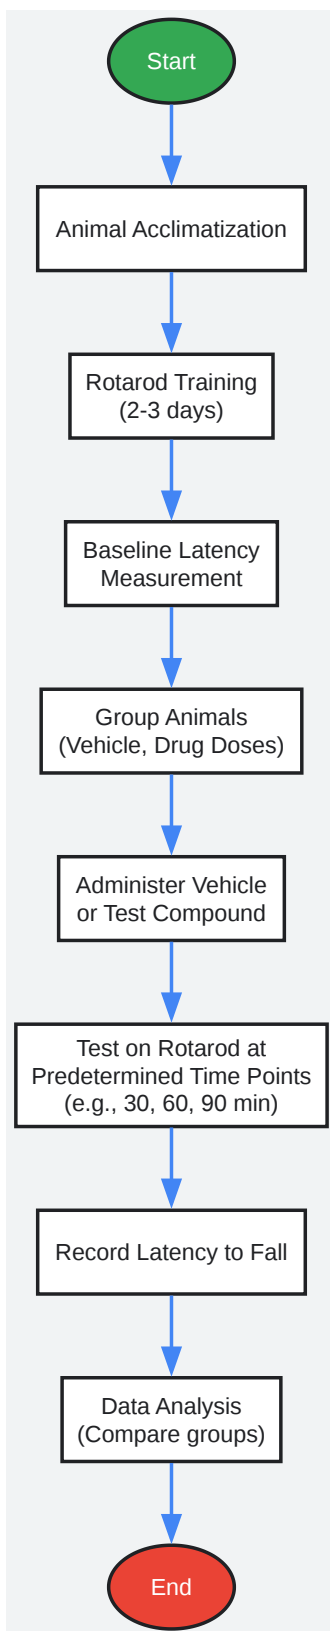 Start
Animal Acclimatization
Rotarod Training
(2-3 days)
Baseline Latency
Measurement
Group Animals
(Vehicle, Drug Doses)
Administer Vehicle
or Test Compound
Test on Rotarod at
Predetermined Time Points
(e.g., 30, 60, 90 min)
Record Latency to Fall
Data Analysis
(Compare groups)
End